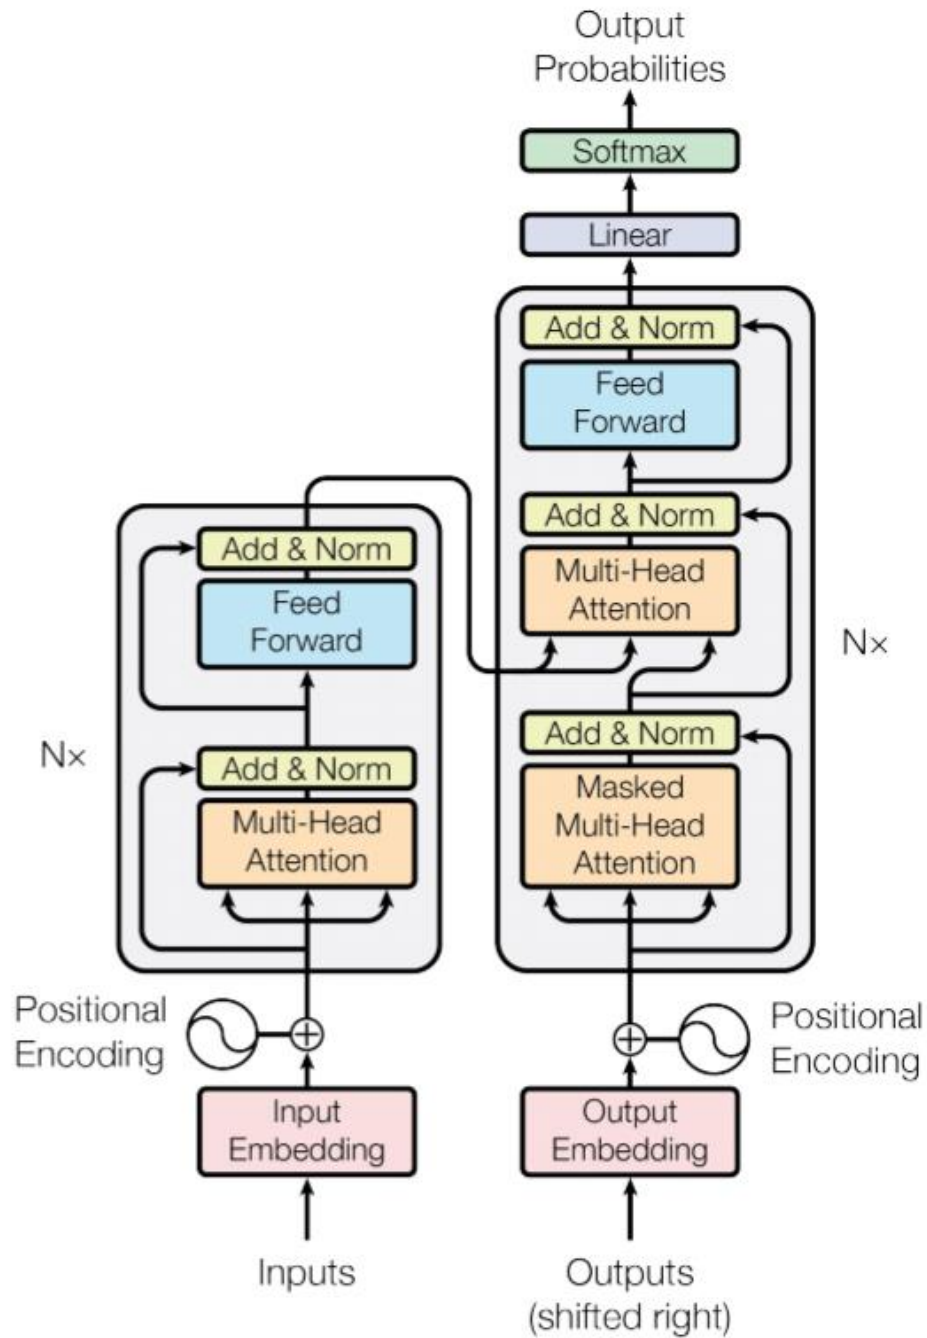 Output
Probabilities
Softmax
Linear
Add & Norm
Feed
Forward
Add & Norm
Multi-Head
Attention
Add & Norm
Masked
Multi-Head
Attention
N×
Add & Norm
Feed
Forward
Add & Norm
Multi-Head
Attention
N×
Positional
Encoding
Positional
Encoding
Input
Embedding
Output
Embedding
Inputs
Outputs
(shifted right)